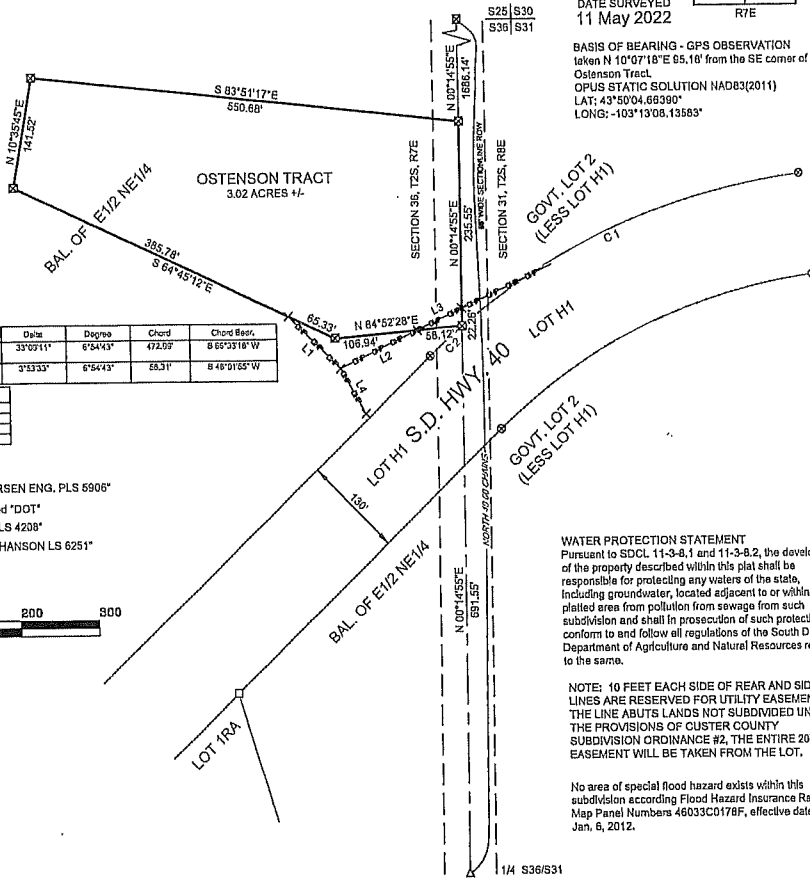 S25 S30
S36 S31
DATE SURVEYED
11 May 2022
R7E
BASIS OF BEARING - GPS OBSERVATION
taken N 10°07'18"E 95.18' from the SE corner of
Ostenson Tract.
OPUS STATIC SOLUTION NAD83(2011)
LAT: 43°50'04.66390"
LONG: -103°13'08.13583"
N 10°35'45"E
141.52'
S 83°51'17"E
550.68'
N 00°14'55"E
1686.14'
OSTENSON TRACT
3.02 ACRES +/-
BAL. OF E1/2 NE1/4
385.78'
S 64°45'12"E
SECTION 36, T2S, R7E
N 00°14'55"E
235.55'
66' WIDE SECTIONLINE ROW
SECTION 31, T2S, R8E
GOVT. LOT 2
(LESS LOT H1)
C1
65.33'
N 84°52'28"E
106.94'
58.12'
L3
22.26'
L1
L2
C2
L4
LOT H1
LOT H1 S.D. HWY. 40
Delta Degree Chord Chord Bear.
33°03'11" 6°54'43" 472.09' S 65°33'18" W
3°53'33" 6°54'43" 58.31' S 46°01'55" W
GOVT. LOT 2
(LESS LOT H1)
130'
NORTH 40.00 CHAINS
RSEN ENG. PLS 5906"
d "DOT"
LS 4208"
HANSON LS 6251"
200 300
BAL. OF E1/2 NE1/4
N 00°14'55"E
691.55'
LOT 1RA
1/4 S36/S31
WATER PROTECTION STATEMENT
Pursuant to SDCL 11-3-8.1 and 11-3-8.2, the develo
of the property described within this plat shall be
responsible for protecting any waters of the state,
including groundwater, located adjacent to or within
platted area from pollution from sewage from such
subdivision and shall in prosecution of such protecti
conform to and follow all regulations of the South D
Department of Agriculture and Natural Resources re
to the same.
NOTE: 10 FEET EACH SIDE OF REAR AND SID
LINES ARE RESERVED FOR UTILITY EASEMEN
THE LINE ABUTS LANDS NOT SUBDIVIDED UN
THE PROVISIONS OF CUSTER COUNTY
SUBDIVISION ORDINANCE #2, THE ENTIRE 20
EASEMENT WILL BE TAKEN FROM THE LOT.
No area of special flood hazard exists within this
subdivision according Flood Hazard Insurance Ra
Map Panel Numbers 46033C0178F, effective date
Jan. 6, 2012.